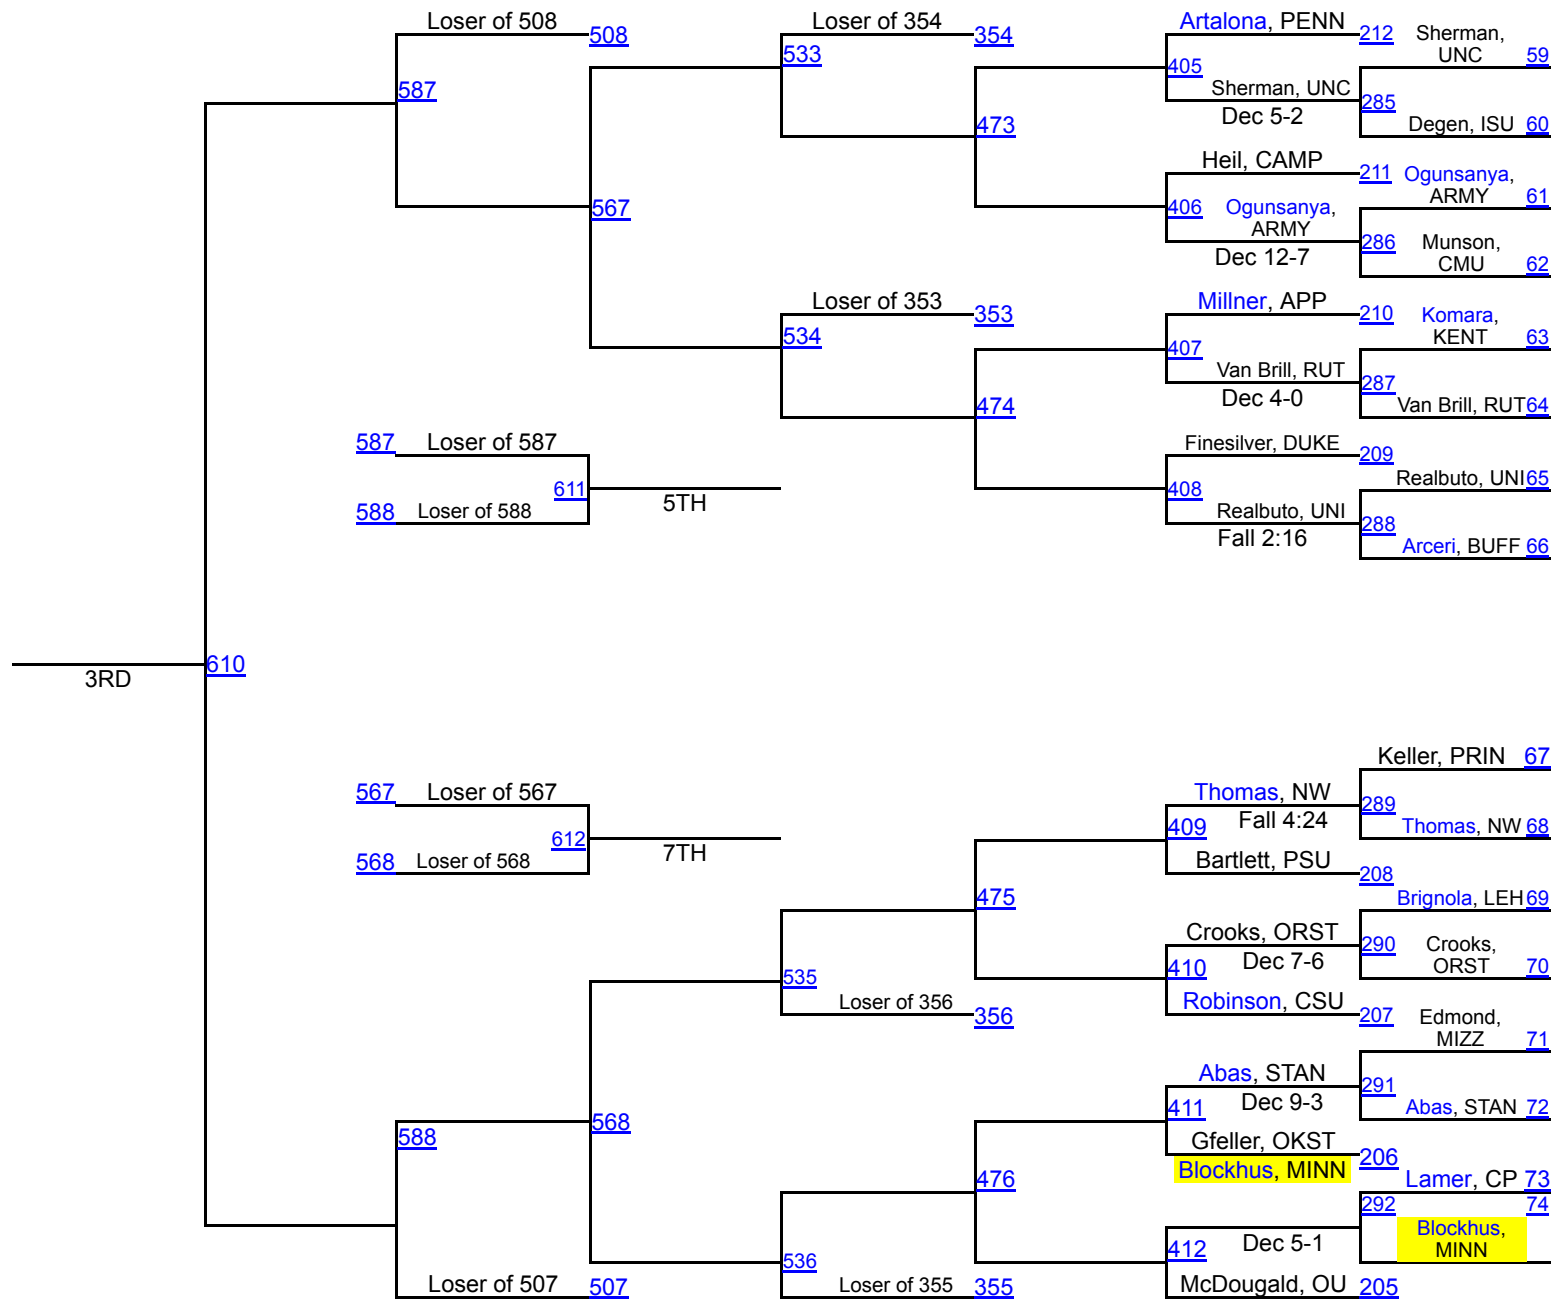 Loser of 508
508
Loser of 354
354
Artalona, PENN
212
Sherman,
UNC
59
533
405
587
Sherman, UNC
285
Dec 5-2
473
Degen, ISU
60
Heil, CAMP
211
Ogunsanya,
ARMY
61
567
406
Ogunsanya,
ARMY
286
Munson,
CMU
62
Dec 12-7
Loser of 353
353
Millner, APP
210
Komara,
KENT
63
534
407
Van Brill, RUT
287
Dec 4-0
474
Van Brill, RUT
64
587
Loser of 587
Finesilver, DUKE
209
Realbuto, UNI
65
611
5TH
408
588
Loser of 588
Realbuto, UNI
288
Fall 2:16
Arceri, BUFF
66
610
3RD
Keller, PRIN
67
567
Loser of 567
Thomas, NW
289
Fall 4:24
409
Thomas, NW
68
612
7TH
568
Loser of 568
Bartlett, PSU
208
475
Brignola, LEH
69
Crooks, ORST
290
Crooks,
ORST
70
Dec 7-6
410
535
Loser of 356
356
Robinson, CSU
207
Edmond,
MIZZ
71
Abas, STAN
291
Dec 9-3
411
Abas, STAN
72
568
588
Gfeller, OKST
206
Blockhus, MINN
476
Lamer, CP
73
292
74
Blockhus,
MINN
Dec 5-1
412
536
Loser of 507
507
Loser of 355
355
McDougald, OU
205